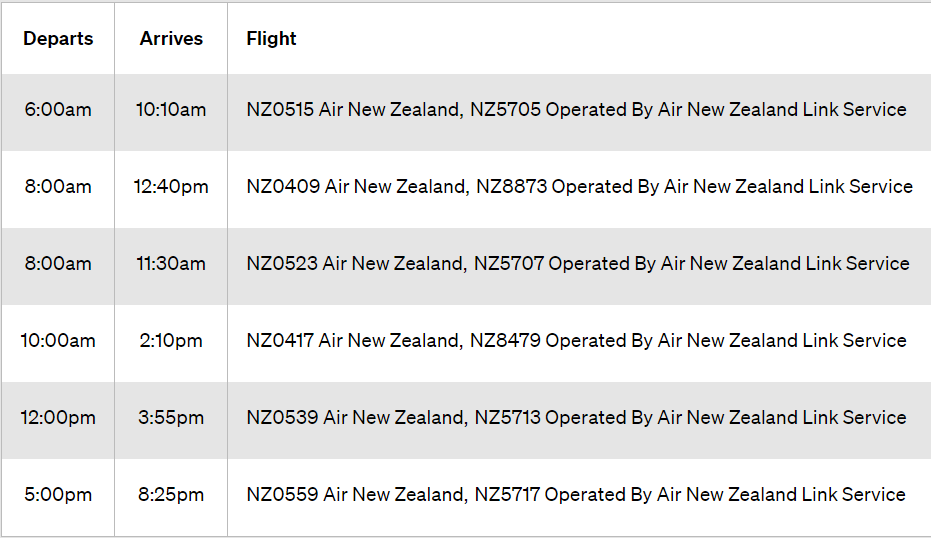 Departs Arrives Flight
6:00am 10:10am NZ0515 Air New Zealand, NZ5705 Operated By Air New Zealand Link Service
8:00am 12:40pm NZ0409 Air New Zealand, NZ8873 Operated By Air New Zealand Link Service
8:00am 11:30am NZ0523 Air New Zealand, NZ5707 Operated By Air New Zealand Link Service
10:00am 2:10pm NZ0417 Air New Zealand, NZ8479 Operated By Air New Zealand Link Service
12:00pm 3:55pm NZ0539 Air New Zealand, NZ5713 Operated By Air New Zealand Link Service
5:00pm 8:25pm NZ0559 Air New Zealand, NZ5717 Operated By Air New Zealand Link Service